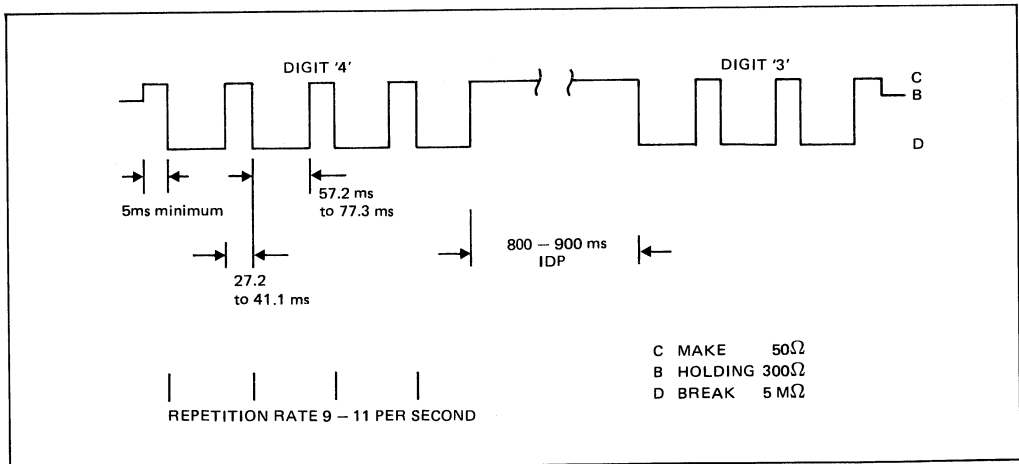 DIGIT '4'
DIGIT '3'
C
B
D
5ms minimum
57.2 ms
to 77.3 ms
27.2
to 41.1 ms
800 – 900 ms
IDP
C MAKE 50Ω
B HOLDING 300Ω
D BREAK 5 MΩ
REPETITION RATE 9 – 11 PER SECOND